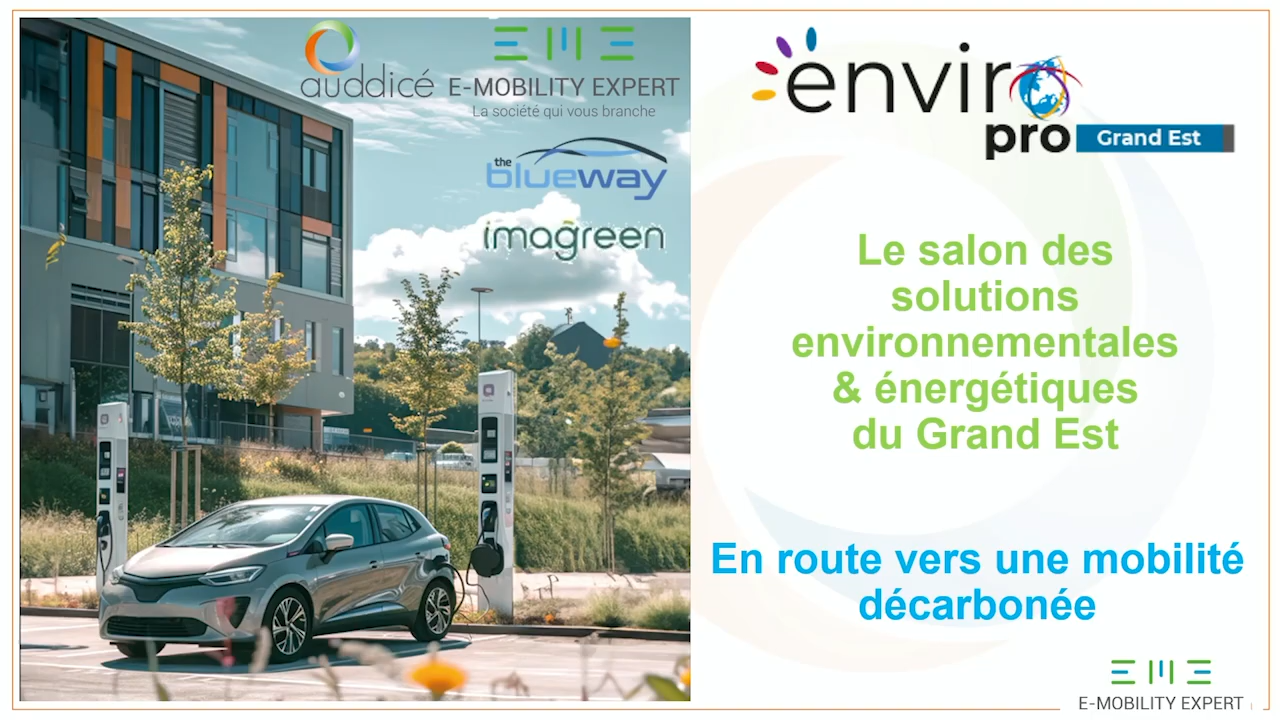 auddicé
E-MOBILITY EXPERT
La société qui vous branche
the
blueway
imagreen
enviro
pro Grand Est
Le salon des
solutions
environnementales
& énergétiques
du Grand Est
En route vers une mobilité
décarbonée
E-MOBILITY EXPERT